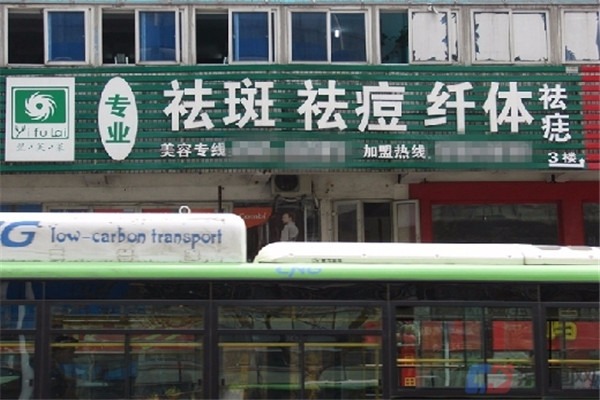 Yifulai
专业
祛斑 祛痘 纤体
祛痣
美容专线
加盟热线
3楼
G low-carbon transport
CNG